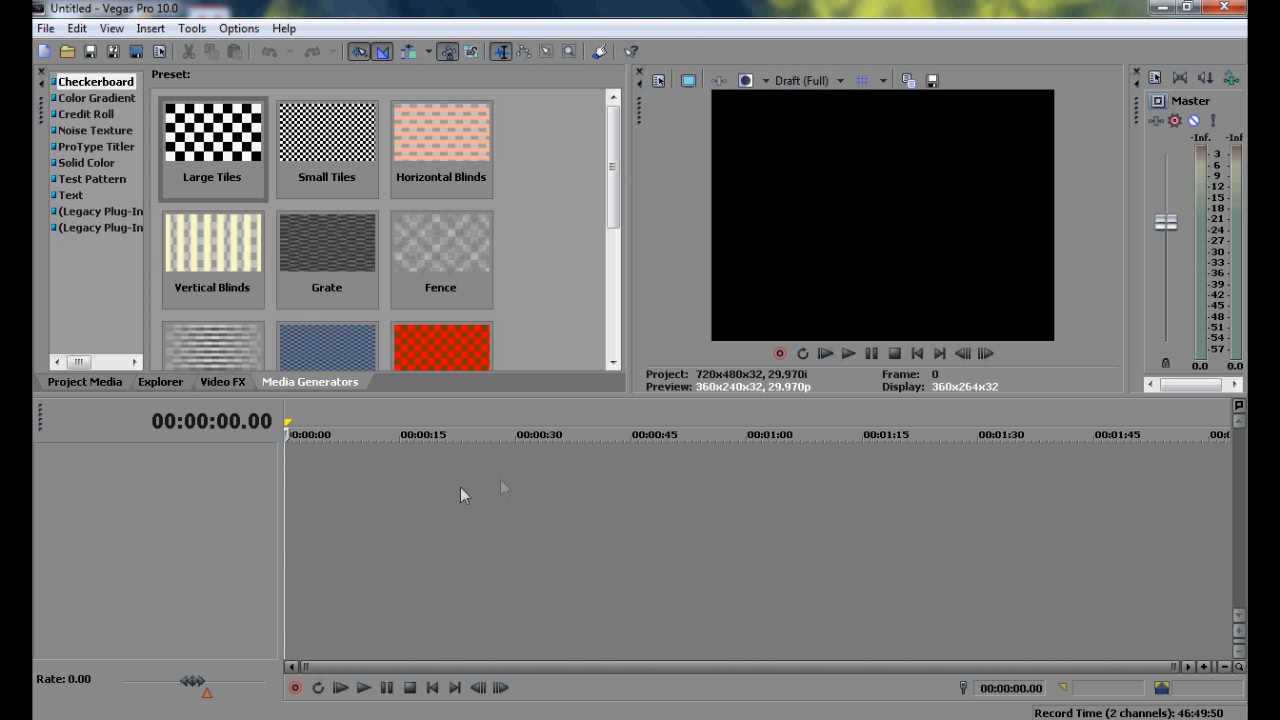 Untitled - Vegas Pro 10.0
File Edit View Insert Tools Options Help
Checkerboard
Color Gradient
Credit Roll
Noise Texture
ProType Titler
Solid Color
Test Pattern
Text
(Legacy Plug-In
(Legacy Plug-In
Preset:
Large Tiles
Small Tiles
Horizontal Blinds
Vertical Blinds
Grate
Fence
Project Media Explorer Video FX Media Generators
Draft (Full)
Project: 720x480x32, 29.970i
Frame: 0
Preview: 360x240x32, 29.970p
Display: 360x264x32
Master
-Inf. -Inf
3
6
9
12
15
18
21
24
27
30
33
36
39
42
45
48
51
54
57
0.0 0.0
00:00:00.00
0:00:00 00:00:15 00:00:30 00:00:45 00:01:00 00:01:15 00:01:30 00:01:45 00:
Rate: 0.00
00:00:00.00
Record Time (2 channels): 46:49:50